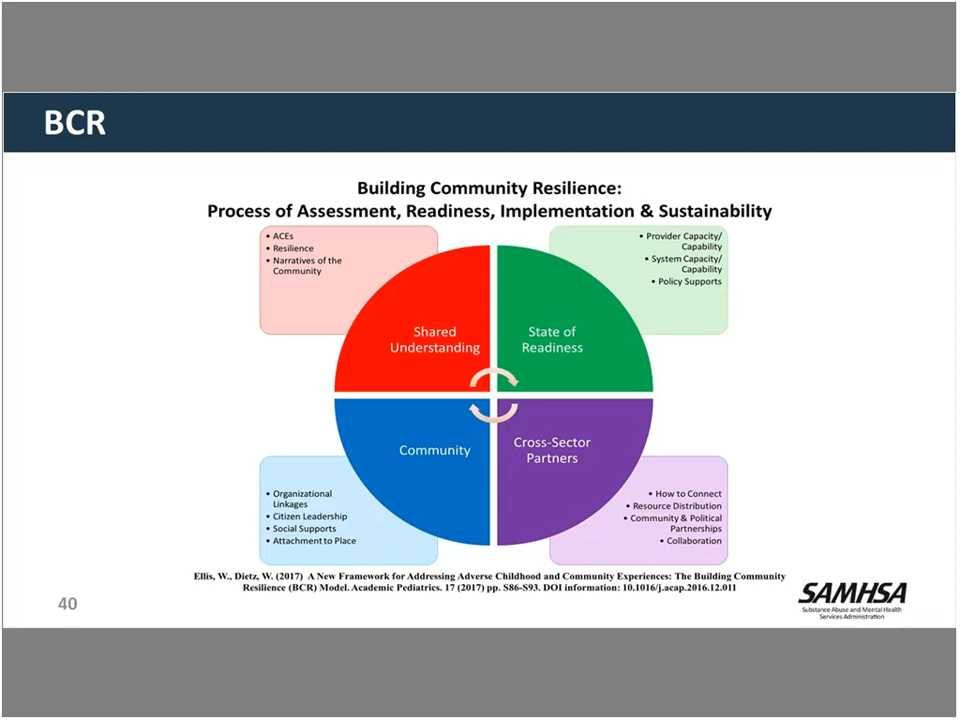 BCR
Building Community Resilience:
Process of Assessment, Readiness, Implementation & Sustainability
• ACEs
• Resilience
• Narratives of the
Community
• Provider Capacity/
Capability
• System Capacity/
Capability
• Policy Supports
Shared
Understanding
State of
Readiness
Community
Cross-Sector
Partners
• Organizational
Linkages
• Citizen Leadership
• Social Supports
• Attachment to Place
• How to Connect
• Resource Distribution
• Community & Political
Partnerships
• Collaboration
Ellis, W., Dietz, W. (2017) A New Framework for Addressing Adverse Childhood and Community Experiences: The Building Community
Resilience (BCR) Model. Academic Pediatrics. 17 (2017) pp. S86-S93. DOI information: 10.1016/j.acap.2016.12.011
40
SAMHSA
Substance Abuse and Mental Health
Services Administration